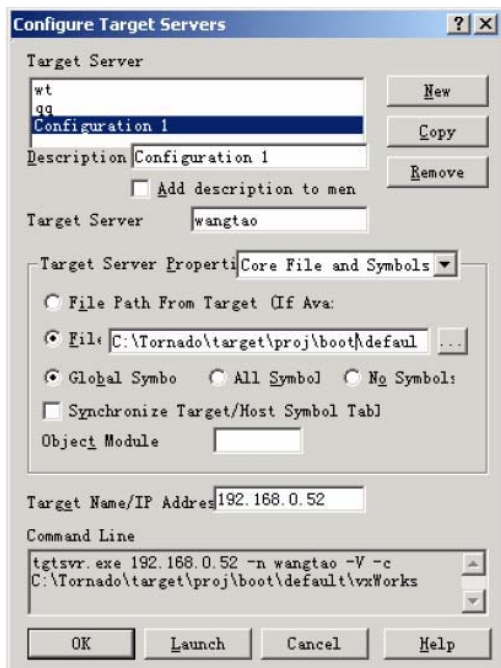 Configure Target Servers
Target Server
wt
qq
Configuration 1
New
Copy
Remove
Description Configuration 1
Add description to men
Target Server wangtao
Target Server Properti Core File and Symbols
File Path From Target (If Ava:
File C:\Tornado\target\proj\boot\defaul ...
Global Symbo All Symbol No Symbols
Synchronize Target/Host Symbol Tabl
Object Module
Target Name/IP Addres 192.168.0.52
Command Line
tgtsvr.exe 192.168.0.52 -n wangtao -V -c
C:\Tornado\target\proj\boot\default\vxWorks
OK Launch Cancel Help